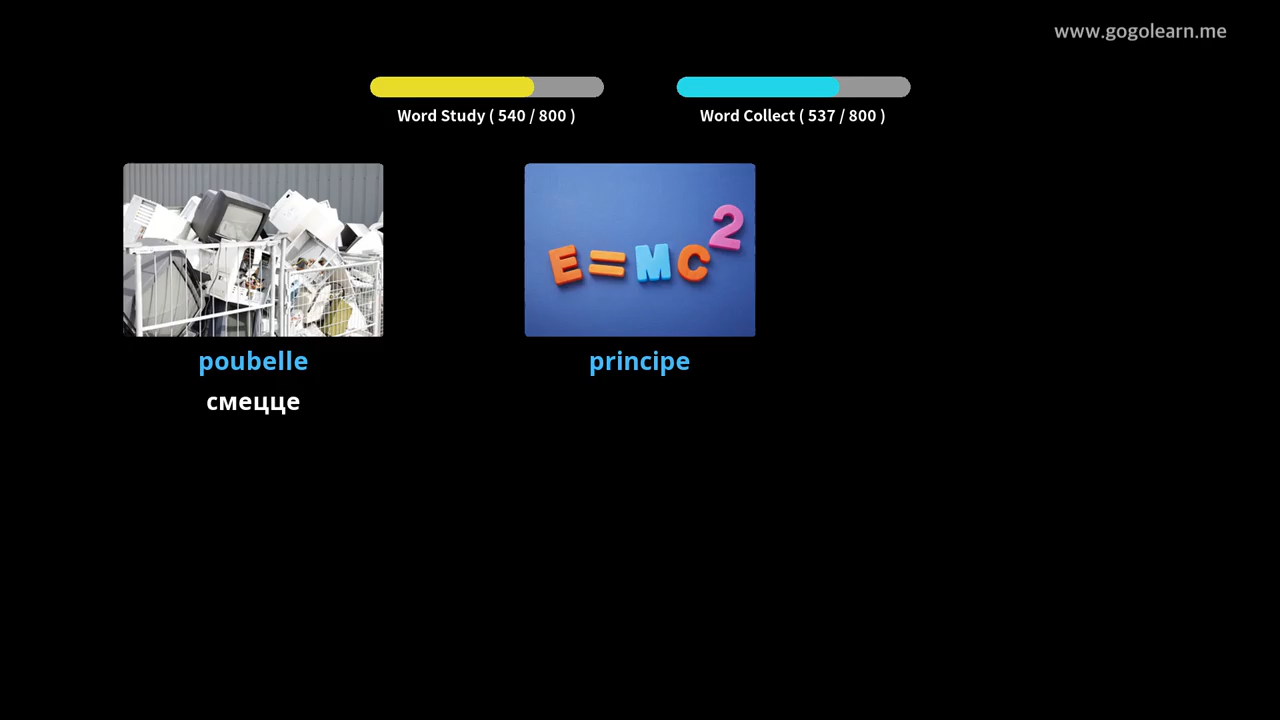 www.gogolearn.me
Word Study ( 540 / 800 )
Word Collect ( 537 / 800 )
E=MC2
poubelle
principe
смецце